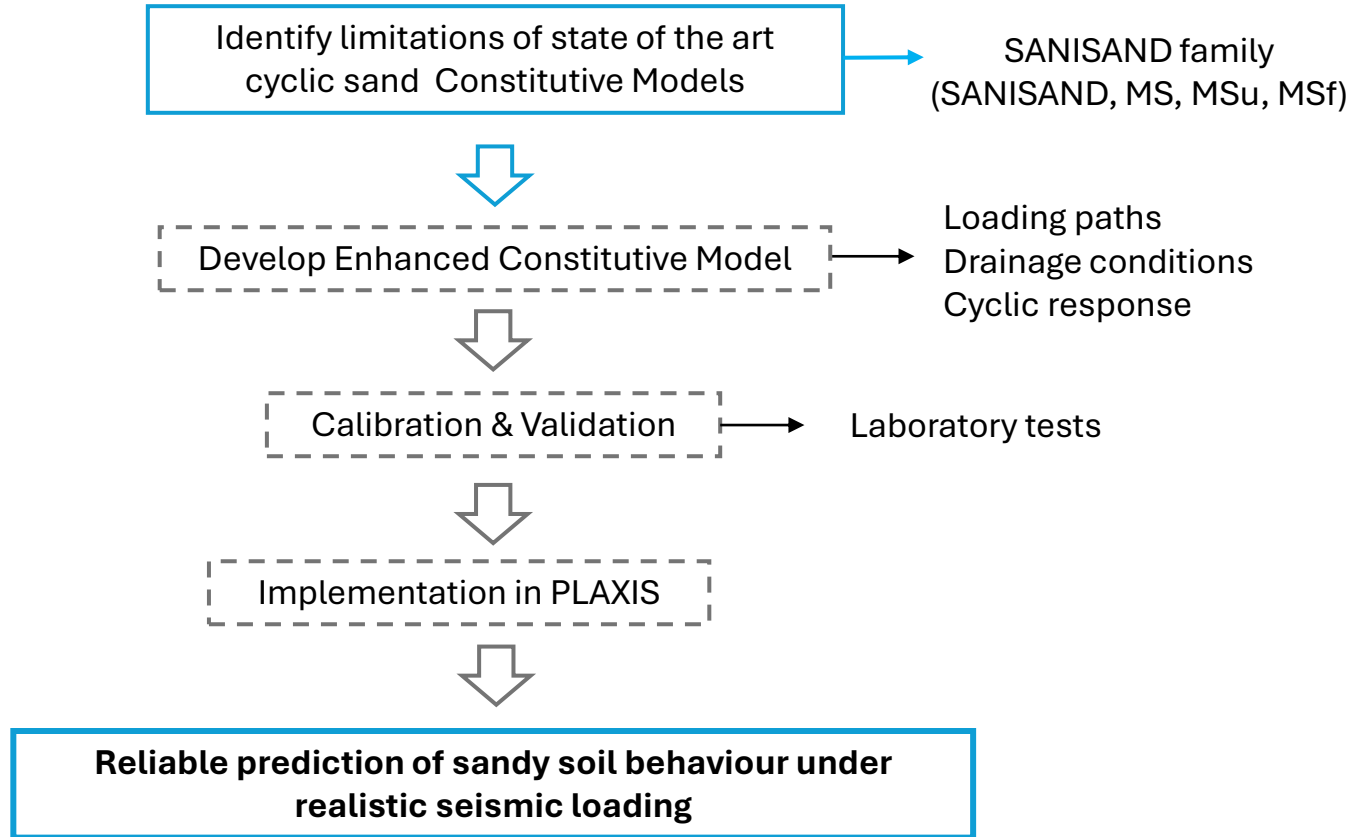 Identify limitations of state of the art
cyclic sand  Constitutive Models
SANISAND family
(SANISAND, MS, MSu, MSf)
Develop Enhanced Constitutive Model
Loading paths
Drainage conditions
Cyclic response
Calibration & Validation
Laboratory tests
Implementation in PLAXIS
Reliable prediction of sandy soil behaviour under
realistic seismic loading